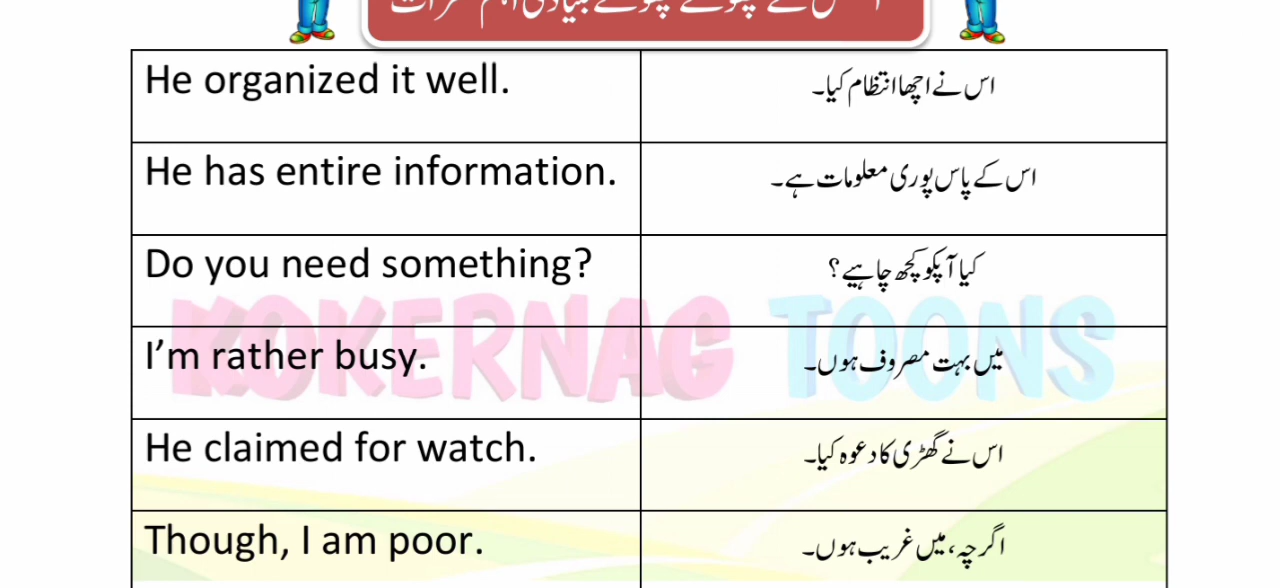 He organized it well. اس نے اچھا انتظام کیا۔
He has entire information. اس کے پاس پوری معلومات ہے۔
Do you need something? کیا آپکو کچھ چاہیے؟
I’m rather busy. میں بہت مصروف ہوں۔
KOKERNAG TOONS
He claimed for watch. اس نے گھڑی کا دعوہ کیا۔
Though, I am poor. اگرچہ، میں غریب ہوں۔